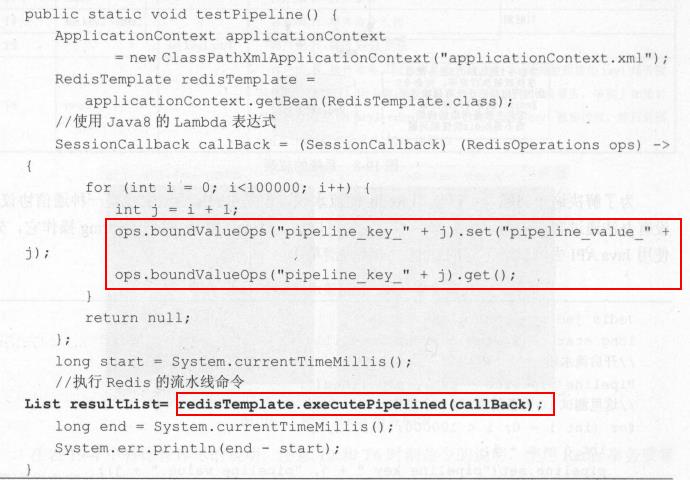 public static void testPipeline() {
ApplicationContext applicationContext
= new ClassPathXmlApplicationContext("applicationContext.xml");
RedisTemplate redisTemplate =
applicationContext.getBean(RedisTemplate.class);
//使用 Java8 的 Lambda 表达式
SessionCallback callBack = (SessionCallback) (RedisOperations ops) ->
{
for (int i = 0; i<100000; i++) {
int j = i + 1;
ops.boundValueOps("pipeline_key_" + j).set("pipeline_value_" +
j);
ops.boundValueOps("pipeline_key_" + j).get();
}
return null;
};
long start = System.currentTimeMillis();
//执行 Redis 的流水线命令
List resultList= redisTemplate.executePipelined(callBack);
long end = System.currentTimeMillis();
System.err.println(end - start);
}